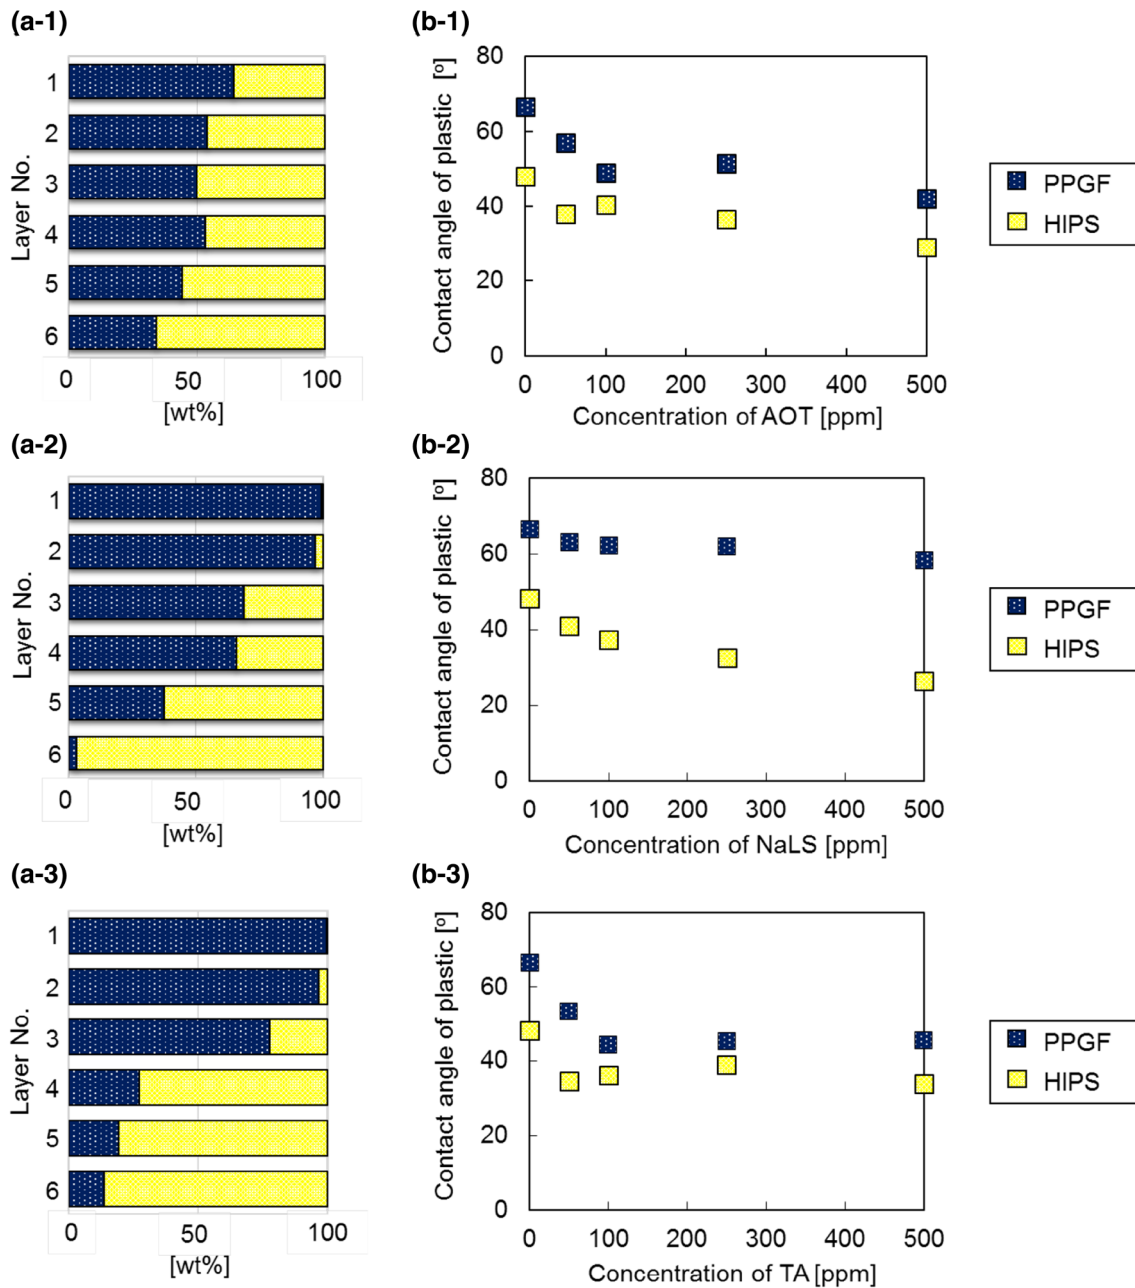 (a-1)
Layer No.
1
2
3
4
5
6
0 50 100
[wt%]
(b-1)
Contact angle of plastic [º]
80
60
40
20
0
0 100 200 300 400 500
Concentration of AOT [ppm]
PPGF
HIPS
(a-2)
Layer No.
1
2
3
4
5
6
0 50 100
[wt%]
(b-2)
Contact angle of plastic [º]
80
60
40
20
0
0 100 200 300 400 500
Concentration of NaLS [ppm]
PPGF
HIPS
(a-3)
Layer No.
1
2
3
4
5
6
0 50 100
[wt%]
(b-3)
Contact angle of plastic [º]
80
60
40
20
0
0 100 200 300 400 500
Concentration of TA [ppm]
PPGF
HIPS